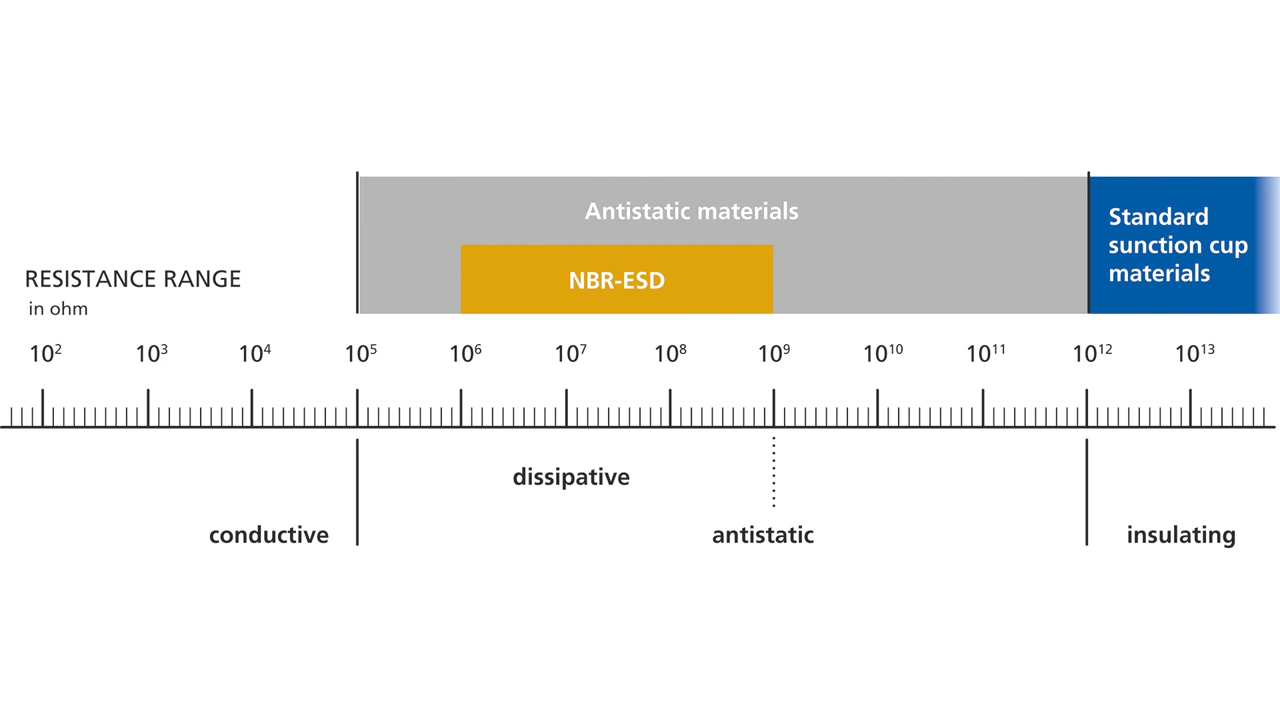 Antistatic materials
Standard
sunction cup
materials
NBR-ESD
RESISTANCE RANGE
in ohm
10² 10³ 10⁴ 10⁵ 10⁶ 10⁷ 10⁸ 10⁹ 10¹⁰ 10¹¹ 10¹² 10¹³
dissipative
conductive antistatic insulating